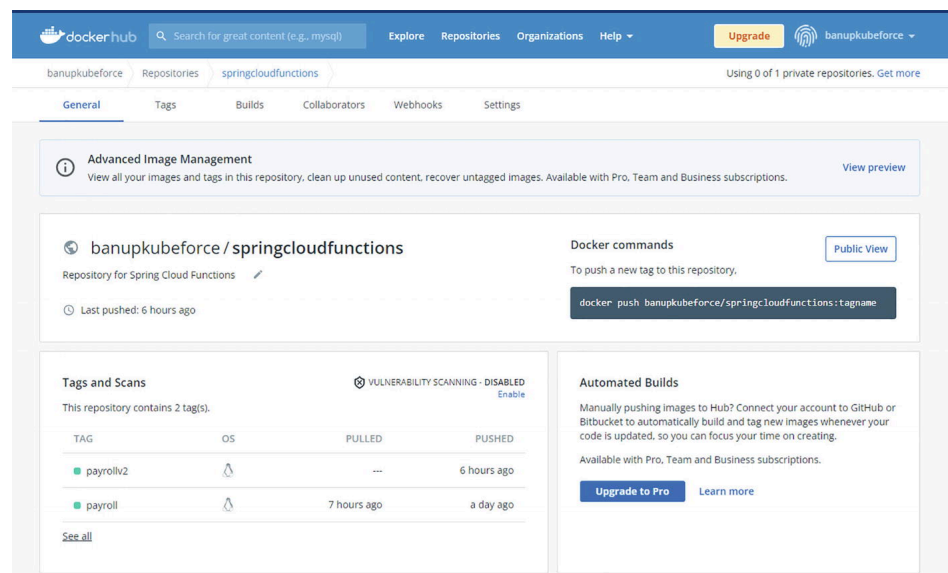 dockerhub Search for great content (e.g., mysql) Explore Repositories Organizations Help Upgrade banupkubeforce
banupkubeforce Repositories springcloudfunctions Using 0 of 1 private repositories. Get more
General Tags Builds Collaborators Webhooks Settings
Advanced Image Management
View all your images and tags in this repository, clean up unused content, recover untagged images. Available with Pro, Team and Business subscriptions.
View preview
banupkubeforce / springcloudfunctions
Repository for Spring Cloud Functions
Last pushed: 6 hours ago
Docker commands
Public View
To push a new tag to this repository,
docker push banupkubeforce/springcloudfunctions:tagname
Tags and Scans
VULNERABILITY SCANNING - DISABLED
Enable
This repository contains 2 tag(s).
TAG OS PULLED PUSHED
payrollv2 --- 6 hours ago
payroll 7 hours ago a day ago
See all
Automated Builds
Manually pushing images to Hub? Connect your account to GitHub or
Bitbucket to automatically build and tag new images whenever your
code is updated, so you can focus your time on creating.
Available with Pro, Team and Business subscriptions.
Upgrade to Pro Learn more